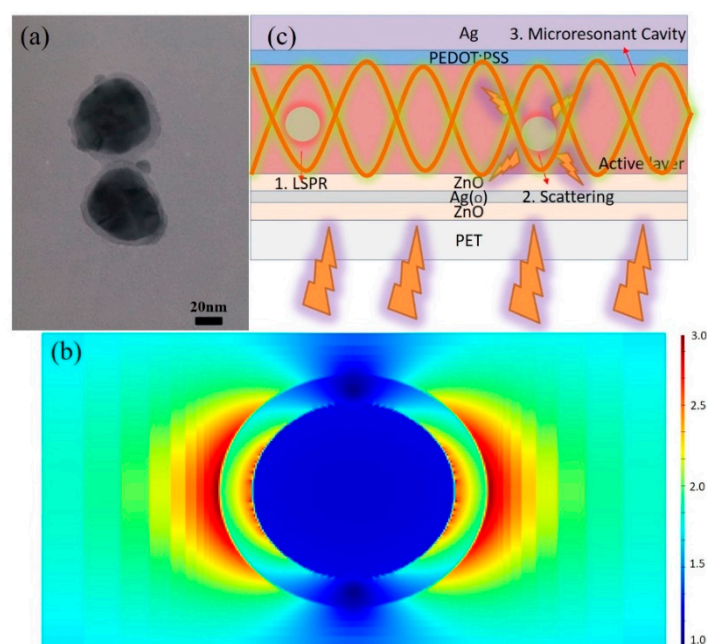 (a)
20nm
(c)
Ag
3. Microresonant Cavity
PEDOT:PSS
Active layer
1. LSPR
ZnO
Ag(o)
2. Scattering
ZnO
PET
(b)
3.0
2.5
2.0
1.5
1.0